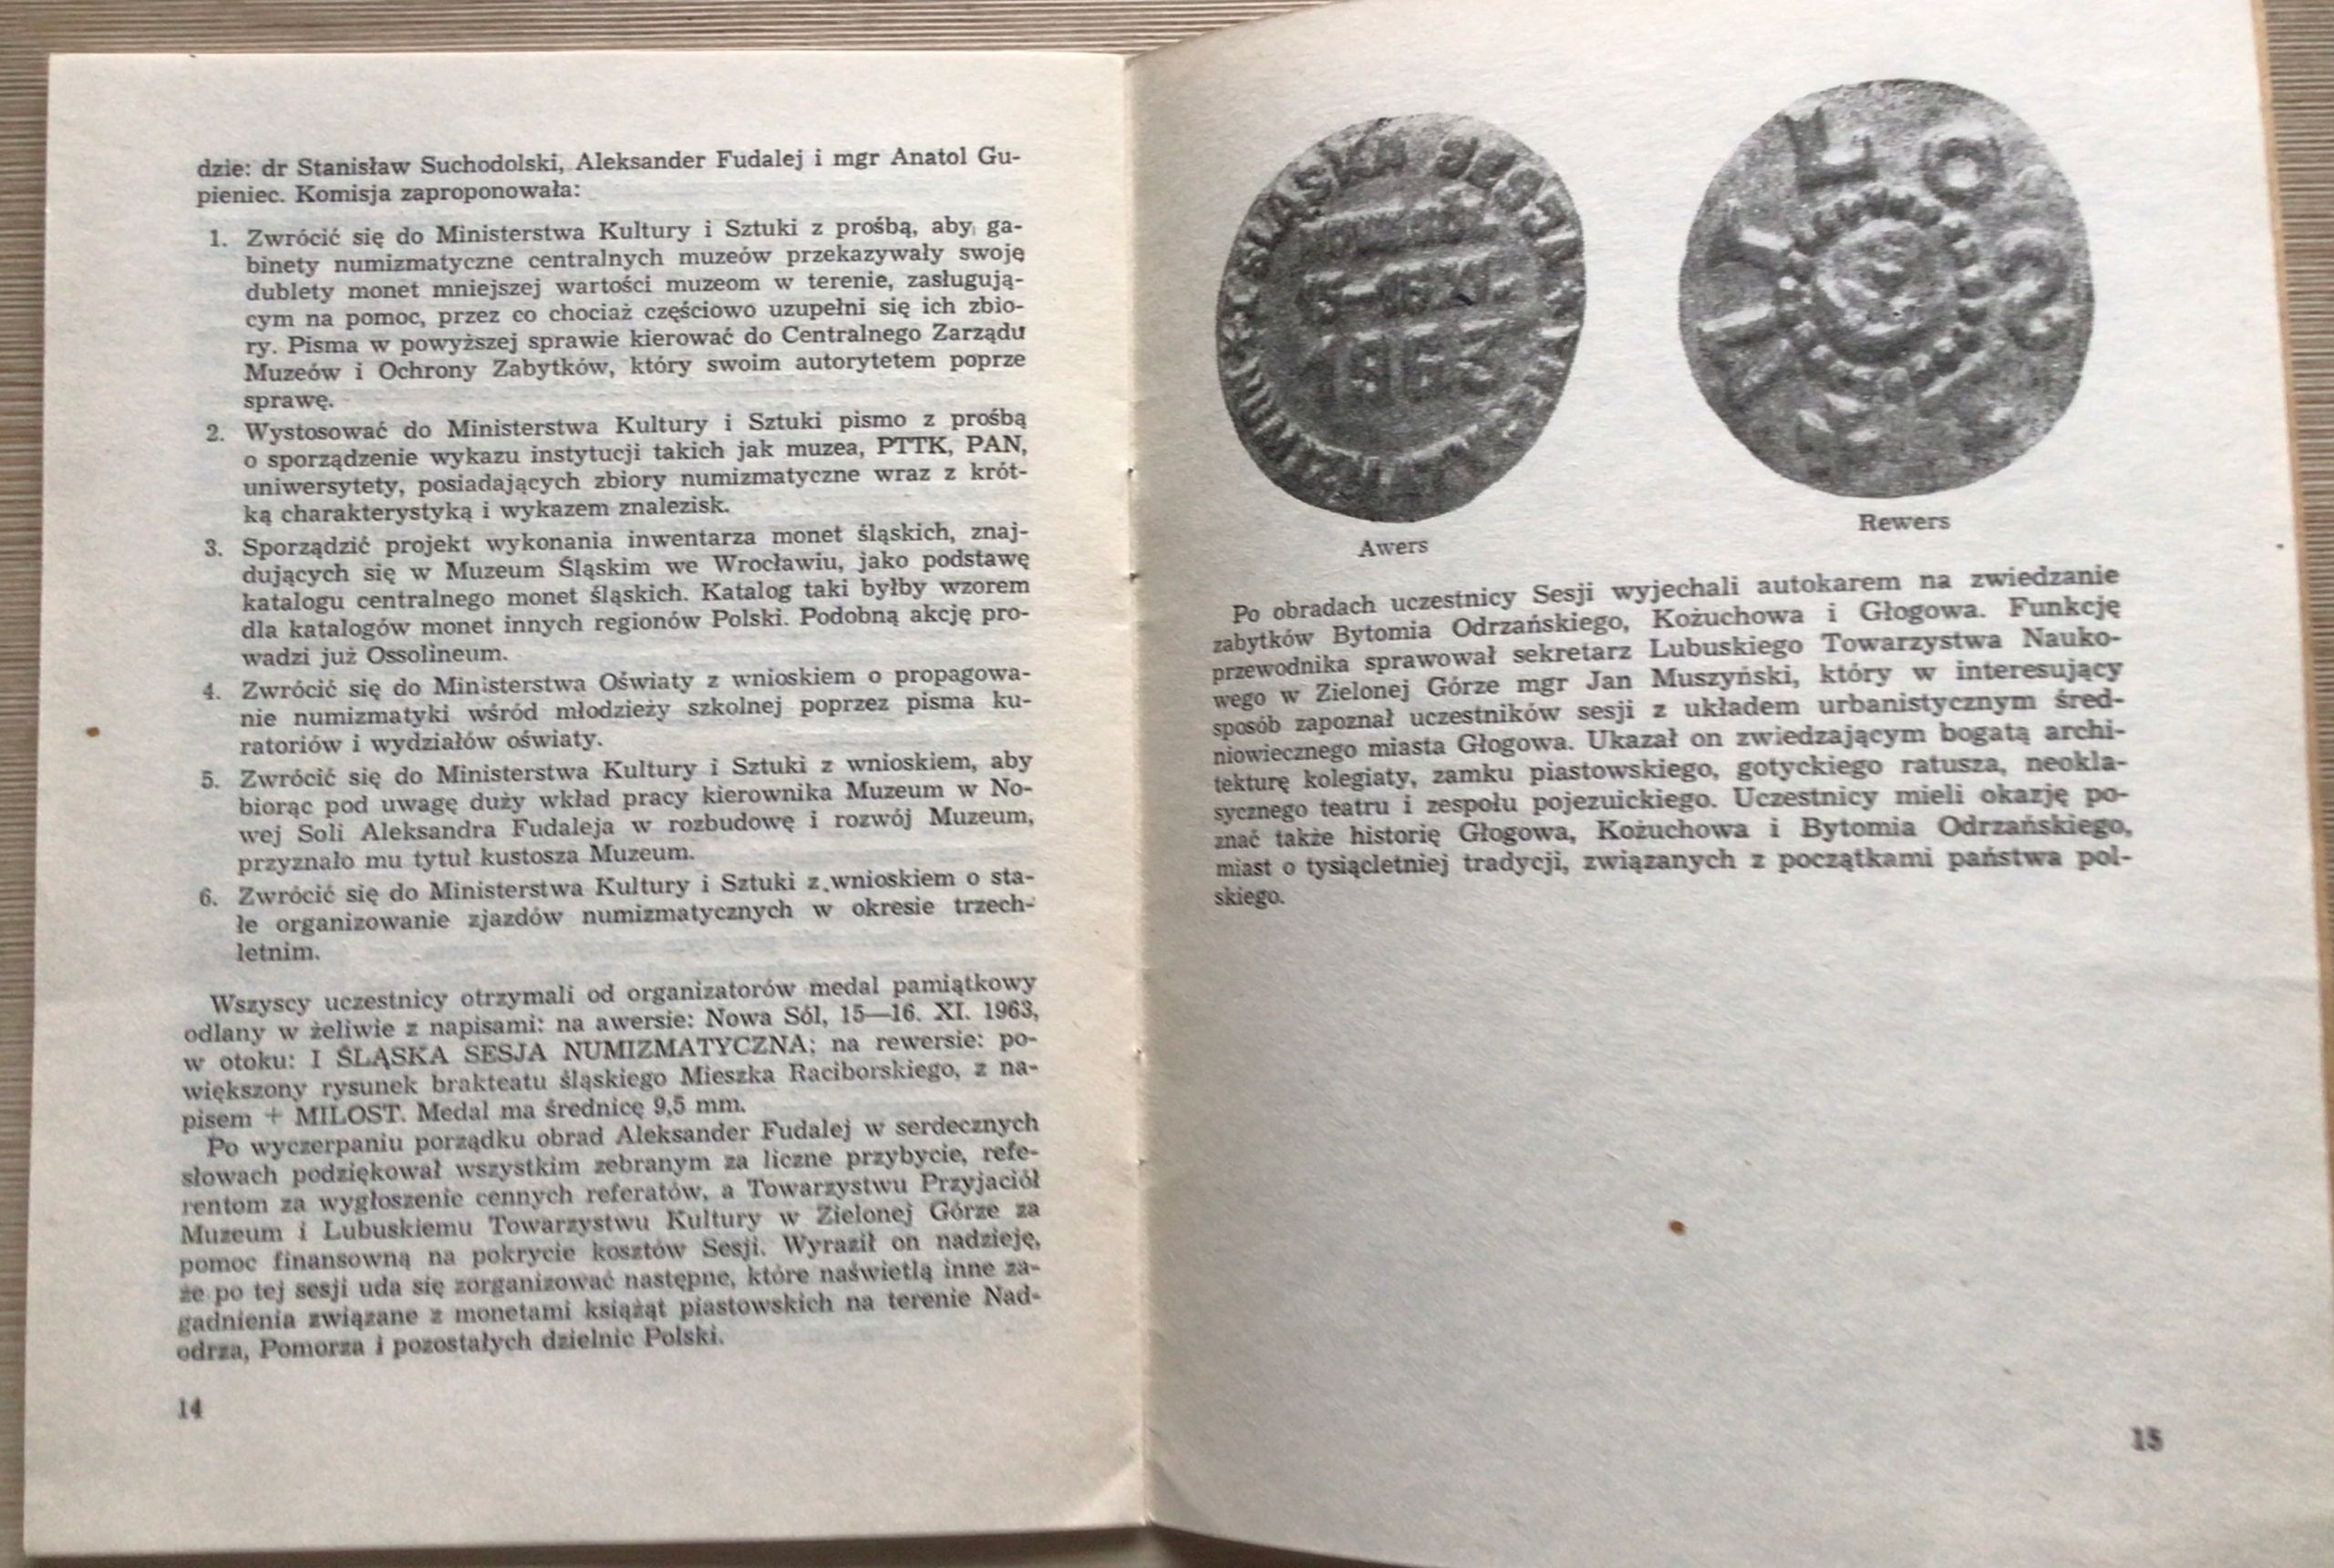 dzie: dr Stanisław Suchodolski, Aleksander Fudalej i mgr Anatol Gu-
pieniec. Komisja zaproponowała:
1. Zwrócić się do Ministerstwa Kultury i Sztuki z prośbą, aby ga-
binety numizmatyczne centralnych muzeów przekazywały swoję
dublety monet mniejszej wartości muzeom w terenie, zasługują-
cym na pomoc, przez co chociaż częściowo uzupełni się ich zbio-
ry. Pisma w powyższej sprawie kierować do Centralnego Zarządu
Muzeów i Ochrony Zabytków, który swoim autorytetem poprze
sprawę.
2. Wystosować do Ministerstwa Kultury i Sztuki pismo z prośbą
o sporządzenie wykazu instytucji takich jak muzea, PTTK, PAN,
uniwersytety, posiadających zbiory numizmatyczne wraz z krót-
ką charakterystyką i wykazem znalezisk.
3. Sporządzić projekt wykonania inwentarza monet śląskich, znaj-
dujących się w Muzeum Śląskim we Wrocławiu, jako podstawę
katalogu centralnego monet śląskich. Katalog taki byłby wzorem
dla katalogów monet innych regionów Polski. Podobną akcję pro-
wadzi już Ossolineum.
4. Zwrócić się do Ministerstwa Oświaty z wnioskiem o propagowa-
nie numizmatyki wśród młodzieży szkolnej poprzez pisma ku-
ratoriów i wydziałów oświaty.
5. Zwrócić się do Ministerstwa Kultury i Sztuki z wnioskiem, aby
biorąc pod uwagę duży wkład pracy kierownika Muzeum w No-
wej Soli Aleksandra Fudaleja w rozbudowę i rozwój Muzeum,
przyznało mu tytuł kustosza Muzeum.
6. Zwrócić się do Ministerstwa Kultury i Sztuki z wnioskiem o sta-
łe organizowanie zjazdów numizmatycznych w okresie trzech-
letnim.
Wszyscy uczestnicy otrzymali od organizatorów medal pamiątkowy
odlany w żeliwie z napisami: na awersie: Nowa Sól, 15—16. XI. 1963,
w otoku: I ŚLĄSKA SESJA NUMIZMATYCZNA; na rewersie: po-
większony rysunek brakteatu śląskiego Mieszka Raciborskiego, z na-
pisem + MILOST. Medal ma średnicę 9,5 mm.
Po wyczerpaniu porządku obrad Aleksander Fudalej w serdecznych
słowach podziękował wszystkim zebranym za liczne przybycie, refe-
rentom za wygłoszenie cennych referatów, a Towarzystwu Przyjaciół
Muzeum i Lubuskiemu Towarzystwu Kultury w Zielonej Górze za
pomoc finansowną na pokrycie kosztów Sesji. Wyraził on nadzieję,
że po tej sesji uda się zorganizować następne, które naświetlą inne za-
gadnienia związane z monetami książąt piastowskich na terenie Nad-
odrza, Pomorza i pozostałych dzielnic Polski.
14
ŚLĄSKA SESJA
15-16 XI.
1963
Awers
Rewers
Po obradach uczestnicy Sesji wyjechali autokarem na zwiedzanie
zabytków Bytomia Odrzańskiego, Kożuchowa i Głogowa. Funkcję
przewodnika sprawował sekretarz Lubuskiego Towarzystwa Nauko-
wego w Zielonej Górze mgr Jan Muszyński, który w interesujący
sposób zapoznał uczestników sesji z układem urbanistycznym śred-
niowiecznego miasta Głogowa. Ukazał on zwiedzającym bogatą archi-
tekturę kolegiaty, zamku piastowskiego, gotyckiego ratusza, neokla-
sycznego teatru i zespołu pojezuickiego. Uczestnicy mieli okazję po-
znać także historię Głogowa, Kożuchowa i Bytomia Odrzańskiego,
miast o tysiącletniej tradycji, związanych z początkami państwa pol-
skiego.
15